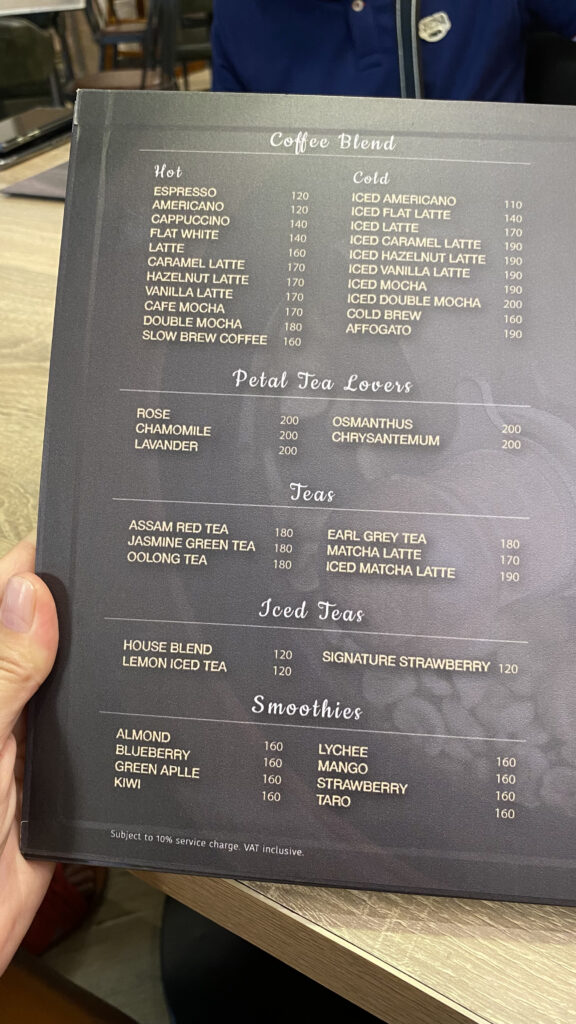 Coffee Blend
Hot
ESPRESSO 120
AMERICANO 120
CAPPUCCINO 140
FLAT WHITE 140
LATTE 160
CARAMEL LATTE 170
HAZELNUT LATTE 170
VANILLA LATTE 170
CAFE MOCHA 170
DOUBLE MOCHA 180
SLOW BREW COFFEE 160
Cold
ICED AMERICANO 110
ICED FLAT LATTE 140
ICED LATTE 170
ICED CARAMEL LATTE 190
ICED HAZELNUT LATTE 190
ICED VANILLA LATTE 190
ICED MOCHA 190
ICED DOUBLE MOCHA 200
COLD BREW 160
AFFOGATO 190
Petal Tea Lovers
ROSE 200
CHAMOMILE 200
LAVANDER 200
OSMANTHUS 200
CHRYSANTEMUM 200
Teas
ASSAM RED TEA 180
JASMINE GREEN TEA 180
OOLONG TEA 180
EARL GREY TEA 180
MATCHA LATTE 170
ICED MATCHA LATTE 190
Iced Teas
HOUSE BLEND 120
LEMON ICED TEA 120
SIGNATURE STRAWBERRY 120
Smoothies
ALMOND 160
BLUEBERRY 160
GREEN APLLE 160
KIWI 160
LYCHEE 160
MANGO 160
STRAWBERRY 160
TARO 160
Subject to 10% service charge. VAT inclusive.